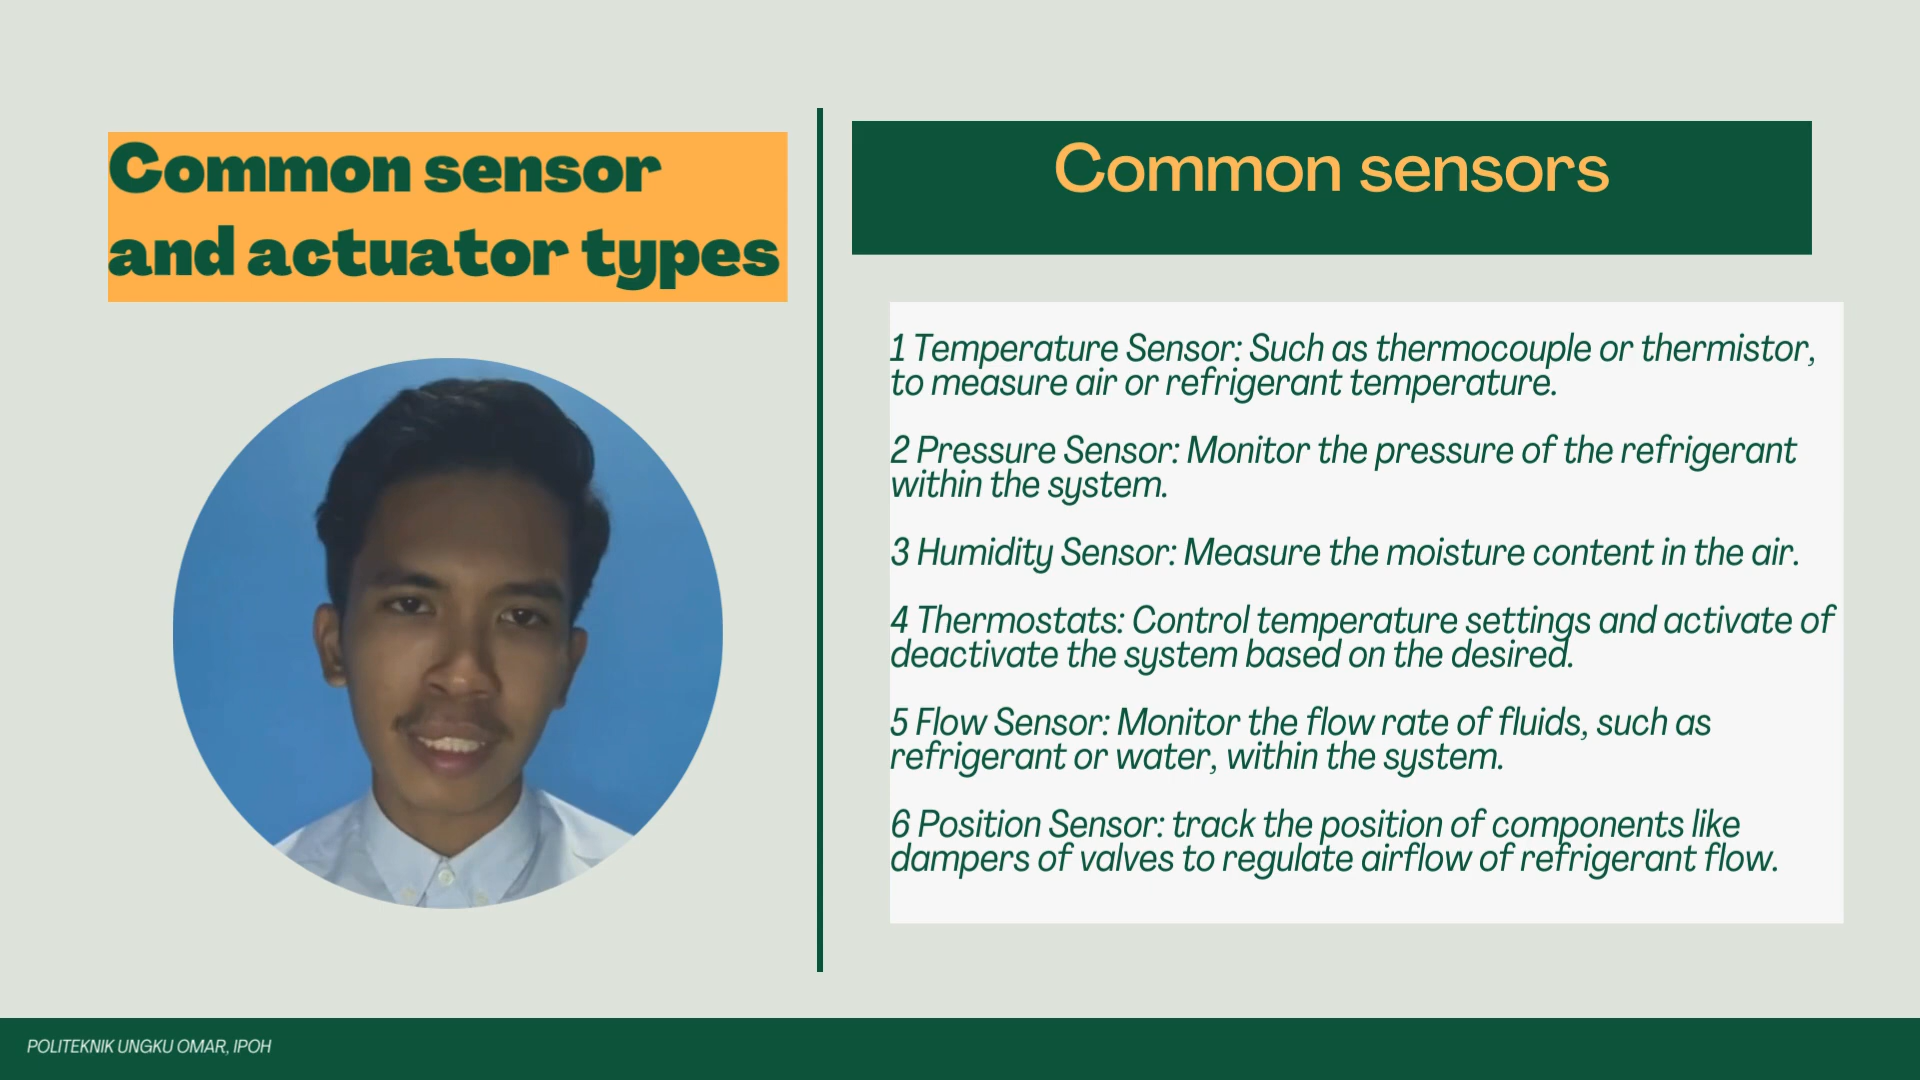 Common sensor
and actuator types
Common sensors
1 Temperature Sensor: Such as thermocouple or thermistor,
to measure air or refrigerant temperature.
2 Pressure Sensor: Monitor the pressure of the refrigerant
within the system.
3 Humidity Sensor: Measure the moisture content in the air.
4 Thermostats: Control temperature settings and activate of
deactivate the system based on the desired.
5 Flow Sensor: Monitor the flow rate of fluids, such as
refrigerant or water, within the system.
6 Position Sensor: track the position of components like
dampers of valves to regulate airflow of refrigerant flow.
POLITEKNIK UNGKU OMAR, IPOH